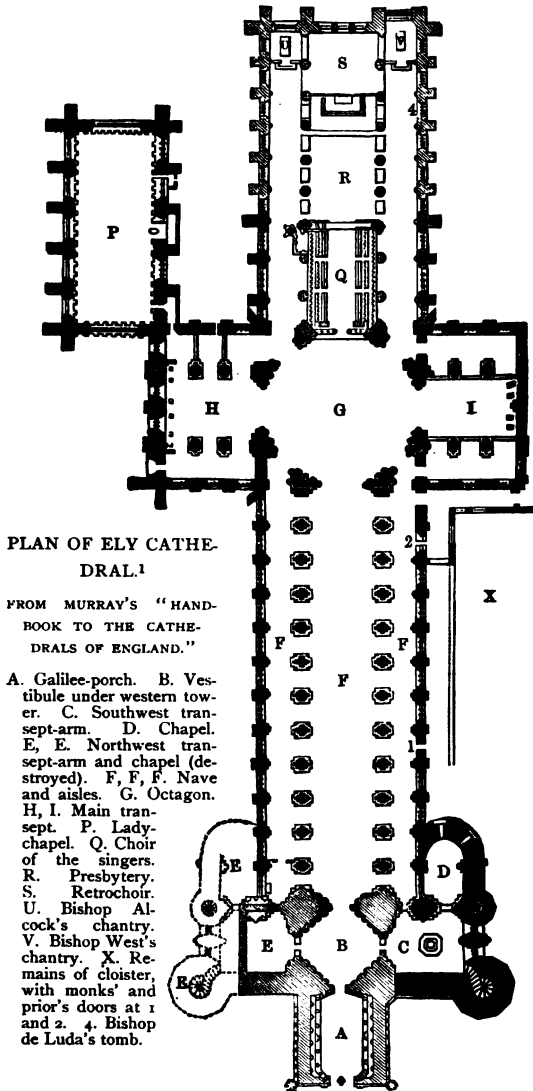 U
V
S
4
R
P
Q
H
G
I
2
X
F
F
F
1
E
D
E
B
C
E
A
PLAN OF ELY CATHE-
DRAL.¹
FROM MURRAY'S "HAND-
BOOK TO THE CATHE-
DRALS OF ENGLAND."
A. Galilee-porch. B. Ves-
tibule under western tow-
er. C. Southwest tran-
sept-arm. D. Chapel.
E, E. Northwest tran-
sept-arm and chapel (de-
stroyed). F, F, F. Nave
and aisles. G. Octagon.
H, I. Main tran-
sept. P. Lady-
chapel. Q. Choir
of the singers.
R. Presbytery.
S. Retrochoir.
U. Bishop Al-
cock's chantry.
V. Bishop West's
chantry. X. Re-
mains of cloister,
with monks' and
prior's doors at 1
and 2. 4. Bishop
de Luda's tomb.